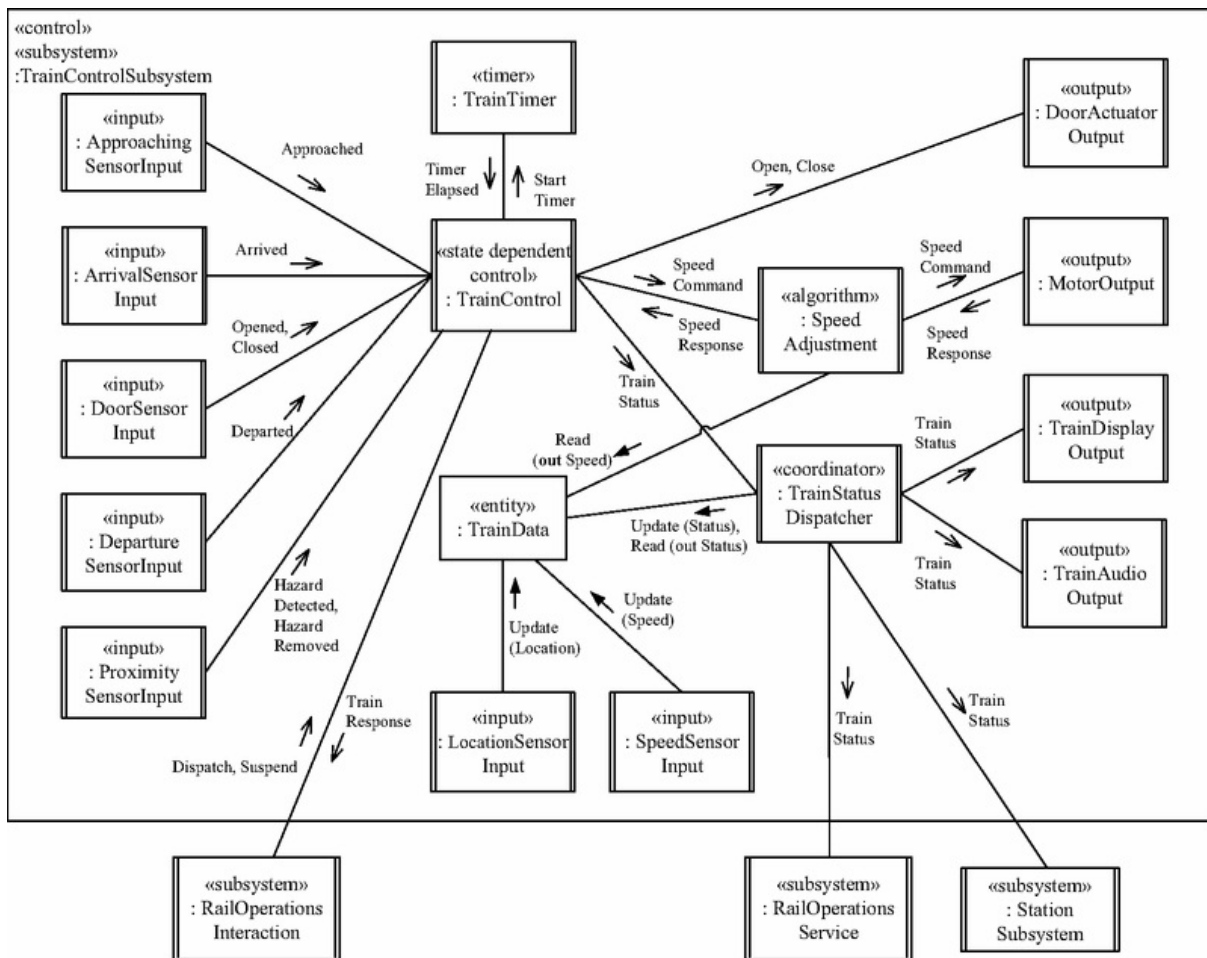 «control»
«subsystem»
:TrainControlSubsystem
«timer»
: TrainTimer
«input»
: Approaching
SensorInput
«output»
: DoorActuator
Output
Approached
Timer
Elapsed
Start
Timer
Open, Close
«input»
: ArrivalSensor
Input
Arrived
«state dependent
control»
: TrainControl
Speed
Command
Speed
Response
«algorithm»
: Speed
Adjustment
Speed
Command
Speed
Response
«output»
: MotorOutput
Opened,
Closed
«input»
: DoorSensor
Input
Departed
Train
Status
Read
(out Speed)
«output»
: TrainDisplay
Output
Train
Status
«coordinator»
: TrainStatus
Dispatcher
«entity»
: TrainData
Update (Status),
Read (out Status)
«input»
: Departure
SensorInput
Train
Status
«output»
: TrainAudio
Output
Hazard
Detected,
Hazard
Removed
Update
(Location)
Update
(Speed)
«input»
: Proximity
SensorInput
Train
Response
Dispatch, Suspend
«input»
: LocationSensor
Input
«input»
: SpeedSensor
Input
Train
Status
Train
Status
«subsystem»
: RailOperations
Interaction
«subsystem»
: RailOperations
Service
«subsystem»
: Station
Subsystem